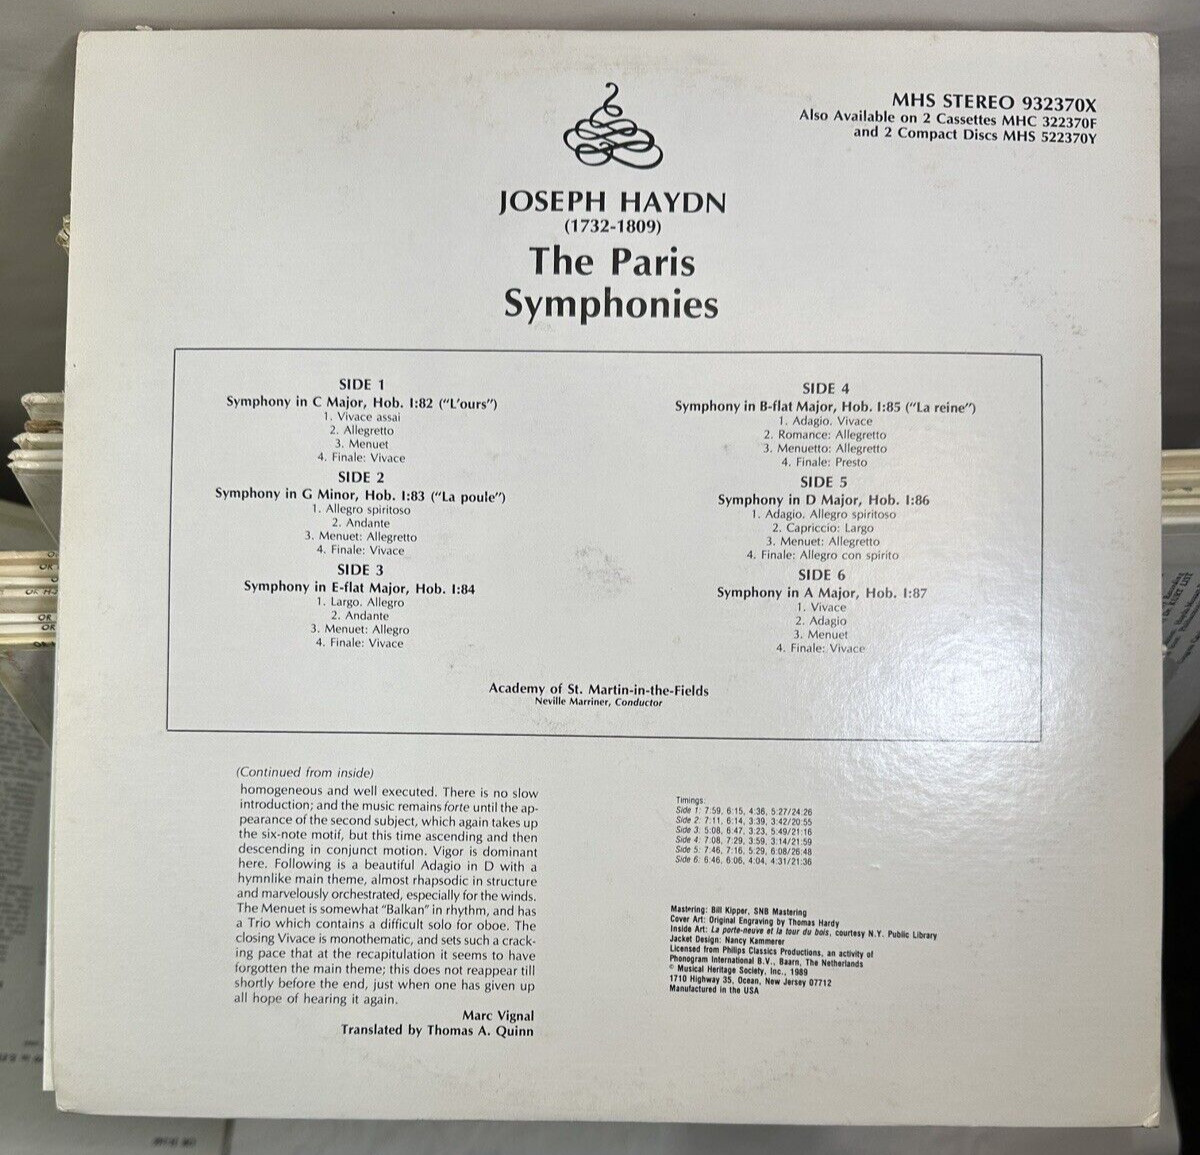 MHS STEREO 932370X
Also Available on 2 Cassettes MHC 322370F
and 2 Compact Discs MHS 522370Y
JOSEPH HAYDN
(1732-1809)
The Paris
Symphonies
SIDE 1
Symphony in C Major, Hob. I:82 ("L'ours")
1. Vivace assai
2. Allegretto
3. Menuet
4. Finale: Vivace
SIDE 2
Symphony in G Minor, Hob. I:83 ("La poule")
1. Allegro spiritoso
2. Andante
3. Menuet: Allegretto
4. Finale: Vivace
SIDE 3
Symphony in E-flat Major, Hob. I:84
1. Largo. Allegro
2. Andante
3. Menuet: Allegro
4. Finale: Vivace
SIDE 4
Symphony in B-flat Major, Hob. I:85 ("La reine")
1. Adagio. Vivace
2. Romance: Allegretto
3. Menuetto: Allegretto
4. Finale: Presto
SIDE 5
Symphony in D Major, Hob. I:86
1. Adagio. Allegro spiritoso
2. Capriccio: Largo
3. Menuet: Allegretto
4. Finale: Allegro con spirito
SIDE 6
Symphony in A Major, Hob. I:87
1. Vivace
2. Adagio
3. Menuet
4. Finale: Vivace
Academy of St. Martin-in-the-Fields
Neville Marriner, Conductor
(Continued from inside)
homogeneous and well executed. There is no slow
introduction; and the music remains forte until the ap-
pearance of the second subject, which again takes up
the six-note motif, but this time ascending and then
descending in conjunct motion. Vigor is dominant
here. Following is a beautiful Adagio in D with a
hymnlike main theme, almost rhapsodic in structure
and marvelously orchestrated, especially for the winds.
The Menuet is somewhat "Balkan" in rhythm, and has
a Trio which contains a difficult solo for oboe. The
closing Vivace is monothematic, and sets such a crack-
ing pace that at the recapitulation it seems to have
forgotten the main theme; this does not reappear till
shortly before the end, just when one has given up
all hope of hearing it again.
Marc Vignal
Translated by Thomas A. Quinn
Timings:
Side 1: 7:59, 6:15, 4:36, 5:27/24:26
Side 2: 7:11, 6:14, 3:39, 3:42/20:55
Side 3: 5:08, 6:47, 3:23, 5:49/21:16
Side 4: 7:08, 7:29, 3:59, 3:14/21:59
Side 5: 7:46, 7:16, 5:29, 6:08/26:48
Side 6: 6:46, 6:06, 4:04, 4:31/21:36
Mastering: Bill Kipper, SNB Mastering
Cover Art: Original Engraving by Thomas Hardy
Inside Art: La porte-neuve et la tour du bois, courtesy N.Y. Public Library
Jacket Design: Nancy Kammerer
Licensed from Philips Classics Productions, an activity of
Phonogram International B.V., Baarn, The Netherlands
© Musical Heritage Society, Inc., 1989
1710 Highway 35, Ocean, New Jersey 07712
Manufactured in the USA